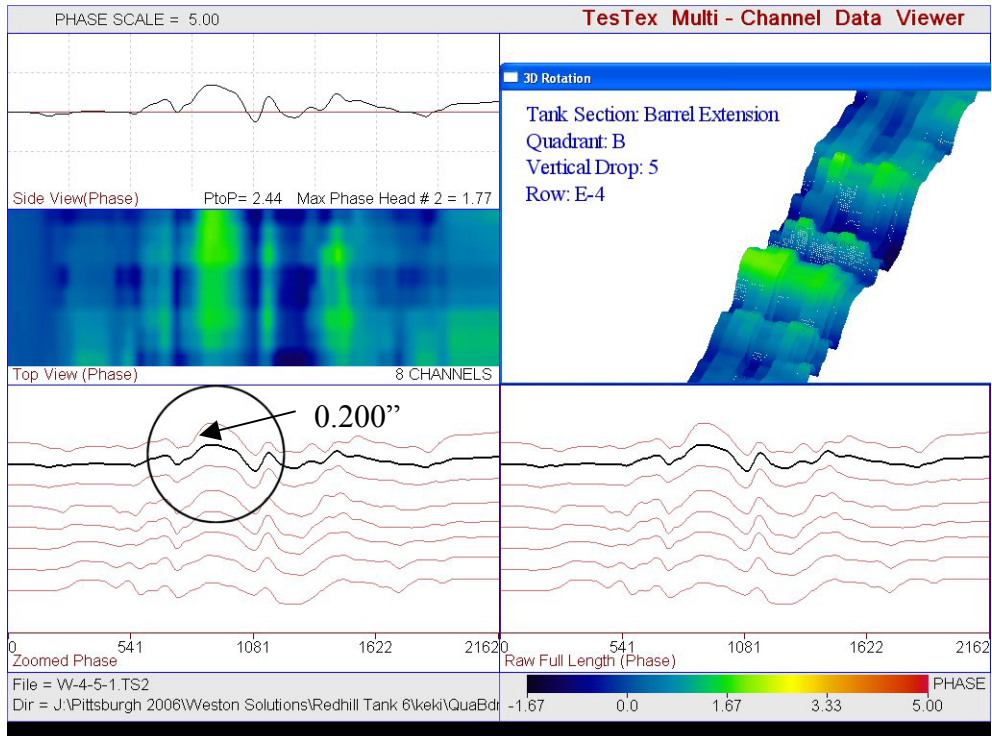 PHASE SCALE = 5.00
TesTex Multi - Channel Data Viewer
3D Rotation
Tank Section: Barrel Extension
Quadrant: B
Vertical Drop: 5
Row: E-4
Side View(Phase) PtoP= 2.44 Max Phase Head # 2 = 1.77
Top View (Phase) 8 CHANNELS
0.200”
0 541 1081 1622 2162
Zoomed Phase
0 541 1081 1622 2162
Raw Full Length (Phase)
File = W-4-5-1.TS2
Dir = J:\Pittsburgh 2006\Weston Solutions\Redhill Tank 6\keki\QuaBdr
PHASE
-1.67 0.0 1.67 3.33 5.00